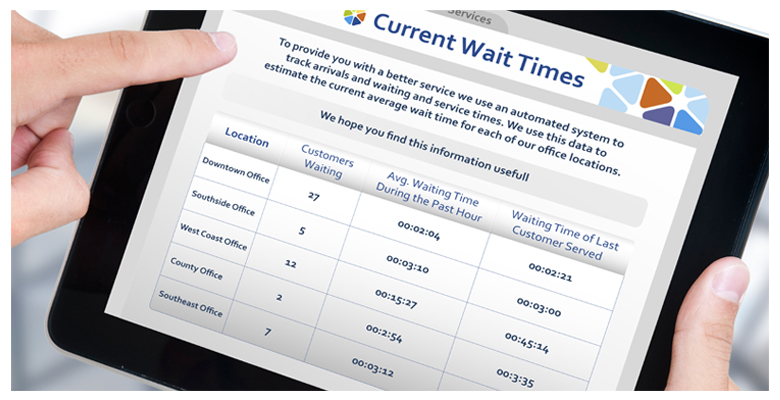 Services
Current Wait Times
To provide you with a better service we use an automated system to
track arrivals and waiting and service times. We use this data to
estimate the current average wait time for each of our office locations.
We hope you find this information usefull
Location Customers Waiting Avg. Waiting Time During the Past Hour Waiting Time of Last Customer Served
Downtown Office 27 00:02:04 00:02:21
Southside Office 5 00:03:10 00:03:00
West Coast Office 12 00:15:27 00:45:14
County Office 2 00:2:54 00:3:35
Southeast Office 7 00:03:12